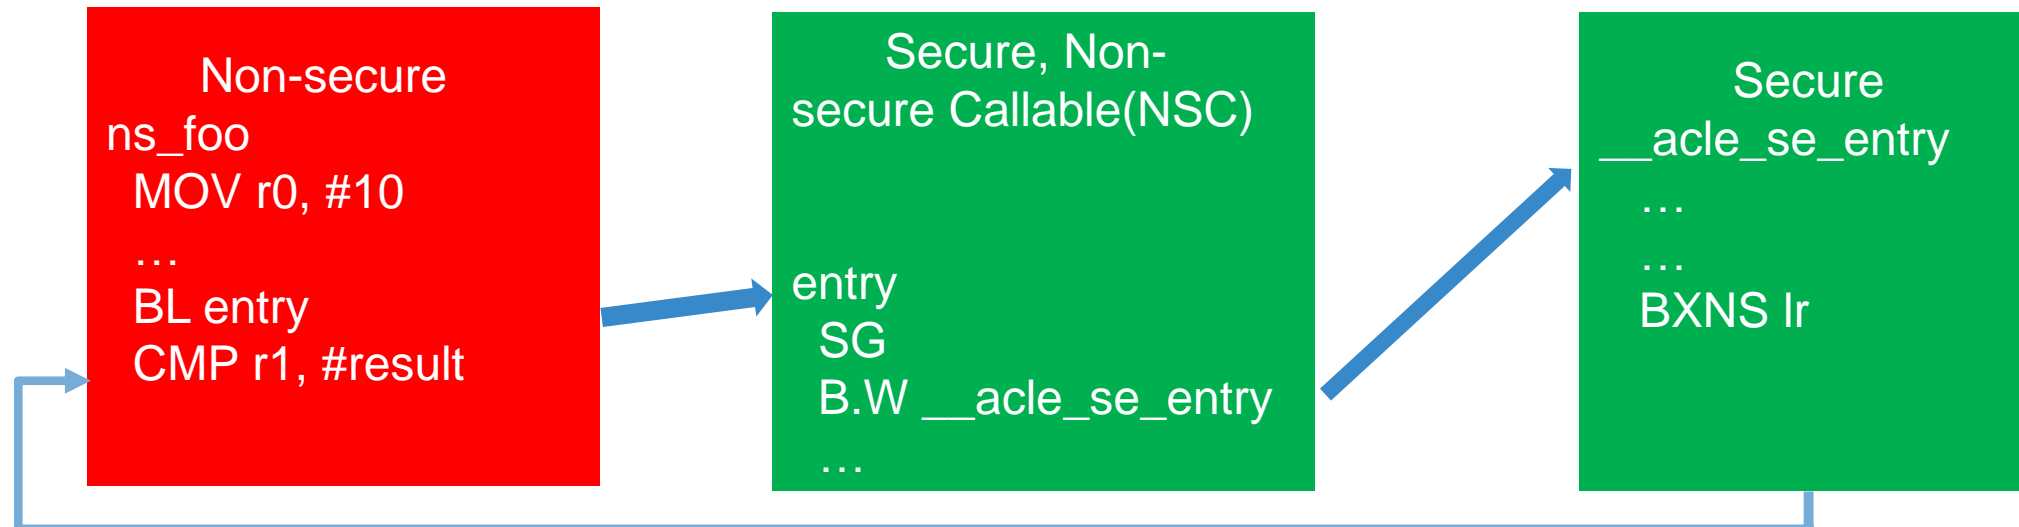 Non-secure
ns_foo
MOV r0, #10
…
BL entry
CMP r1, #result
Secure, Non-
secure Callable(NSC)
entry
SG
B.W __acle_se_entry
…
Secure
__acle_se_entry
…
…
BXNS lr